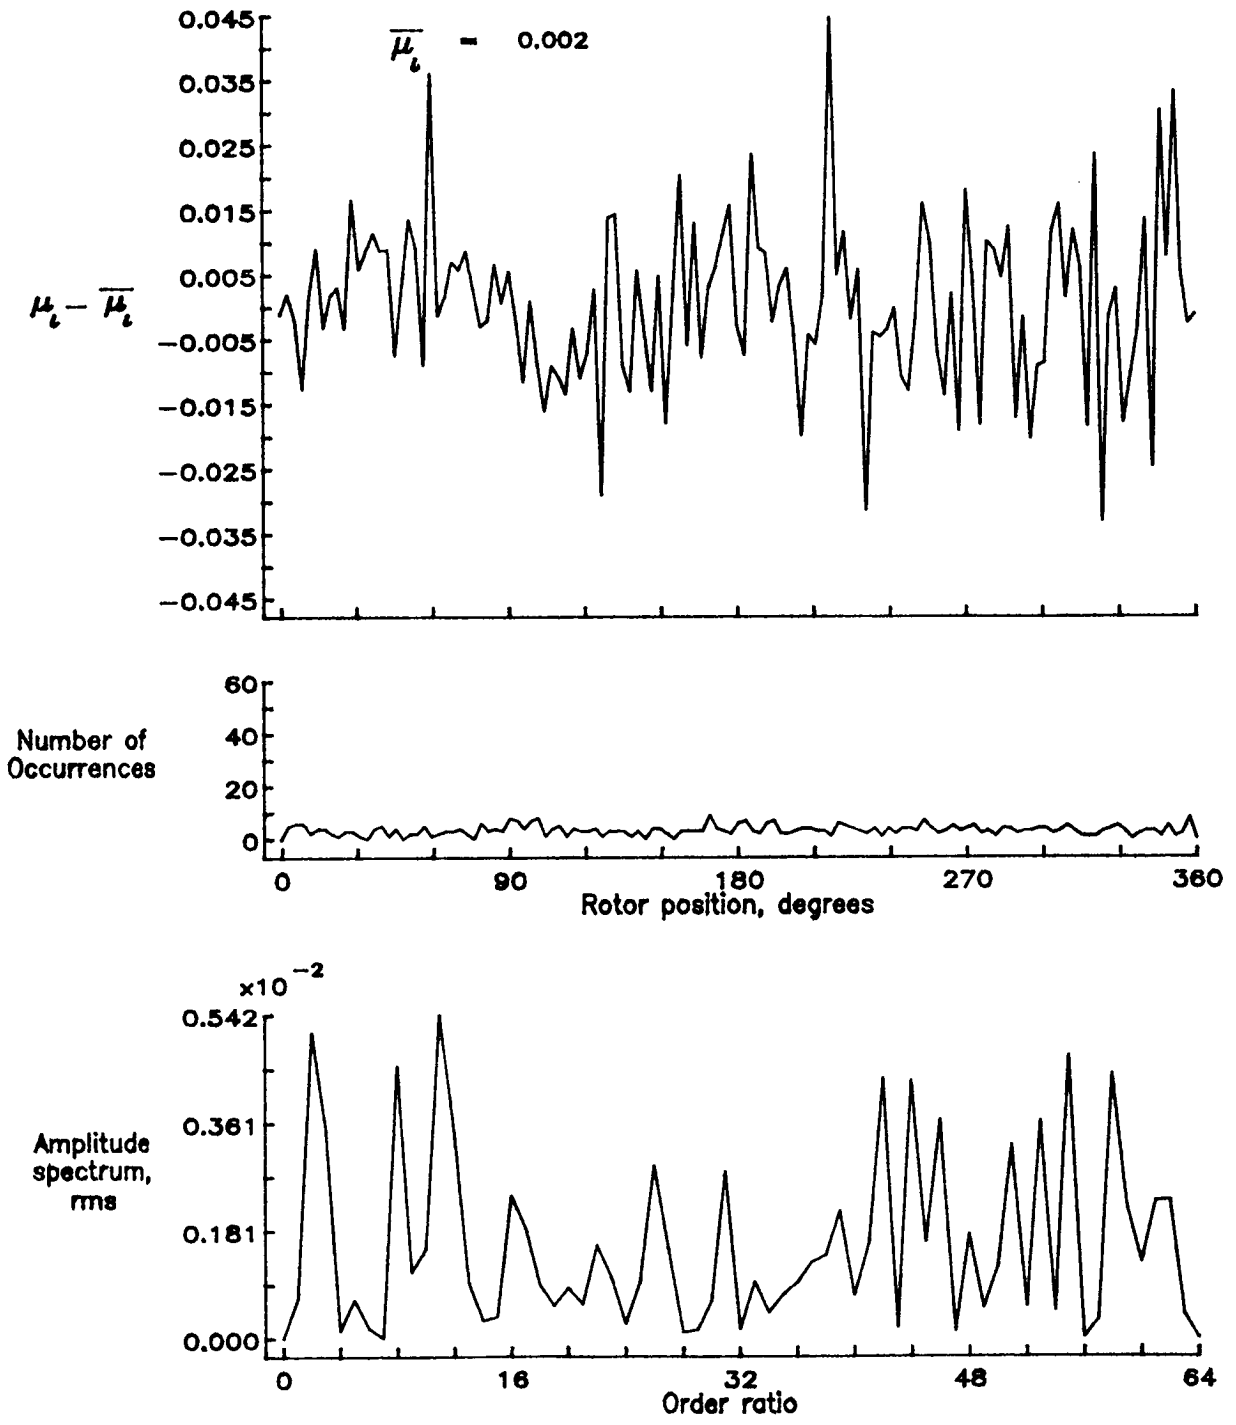 0.045
μ̅ι = 0.002
0.035
0.025
0.015
0.005
μι − μ̅ι
−0.005
−0.015
−0.025
−0.035
−0.045
60
Number of
Occurrences
40
20
0
0 90 180 270 360
Rotor position, degrees
×10⁻²
0.542
0.361
Amplitude
spectrum,
rms
0.181
0.000
0 16 32 48 64
Order ratio